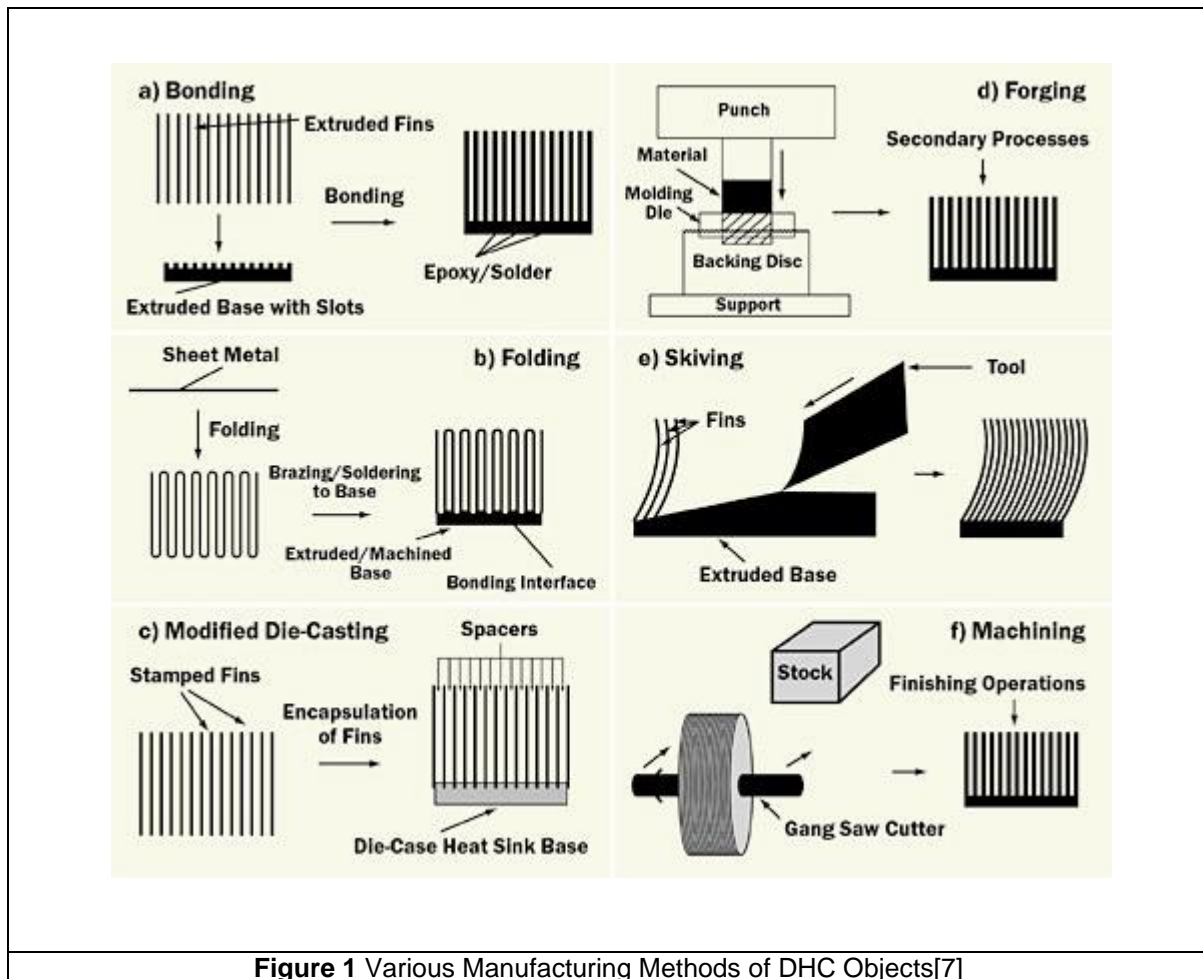 a) Bonding
Extruded Fins
Bonding
Epoxy/Solder
Extruded Base with Slots
d) Forging
Punch
Material
Molding
Die
Backing Disc
Support
Secondary Processes
b) Folding
Sheet Metal
Folding
Brazing/Soldering
to Base
Extruded/Machined
Base
Bonding Interface
e) Skiving
Tool
Fins
Extruded Base
c) Modified Die-Casting
Stamped Fins
Encapsulation
of Fins
Spacers
Die-Case Heat Sink Base
f) Machining
Stock
Finishing Operations
Gang Saw Cutter
Figure 1 Various Manufacturing Methods of DHC Objects[7]